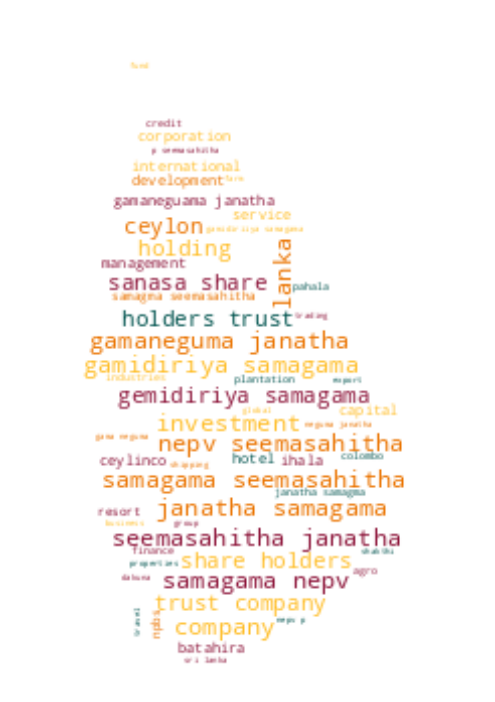 fund
credit
corporation
p seemasahitha
international
development farm
gamaneguama janatha
service
ceylon gamidiriya samagama
holding
lanka
management
sanasa share
pahala
samagma seemasahitha
holders trust trading
gamaneguma janatha
gamidiriya samagama
industries plantation export
gemidiriya samagama
global capital
investment neguma janatha
gama neguma
nepv seemasahitha
ceylinco shipping hotel ihala colombo
samagama seemasahitha
janatha samagma
resort janatha samagama
business group
seemasahitha janatha
finance shakthi
properties share holders
dakuna samagama nepv agro
trust company
travel npbs company nepv p
batahira
sri lanka